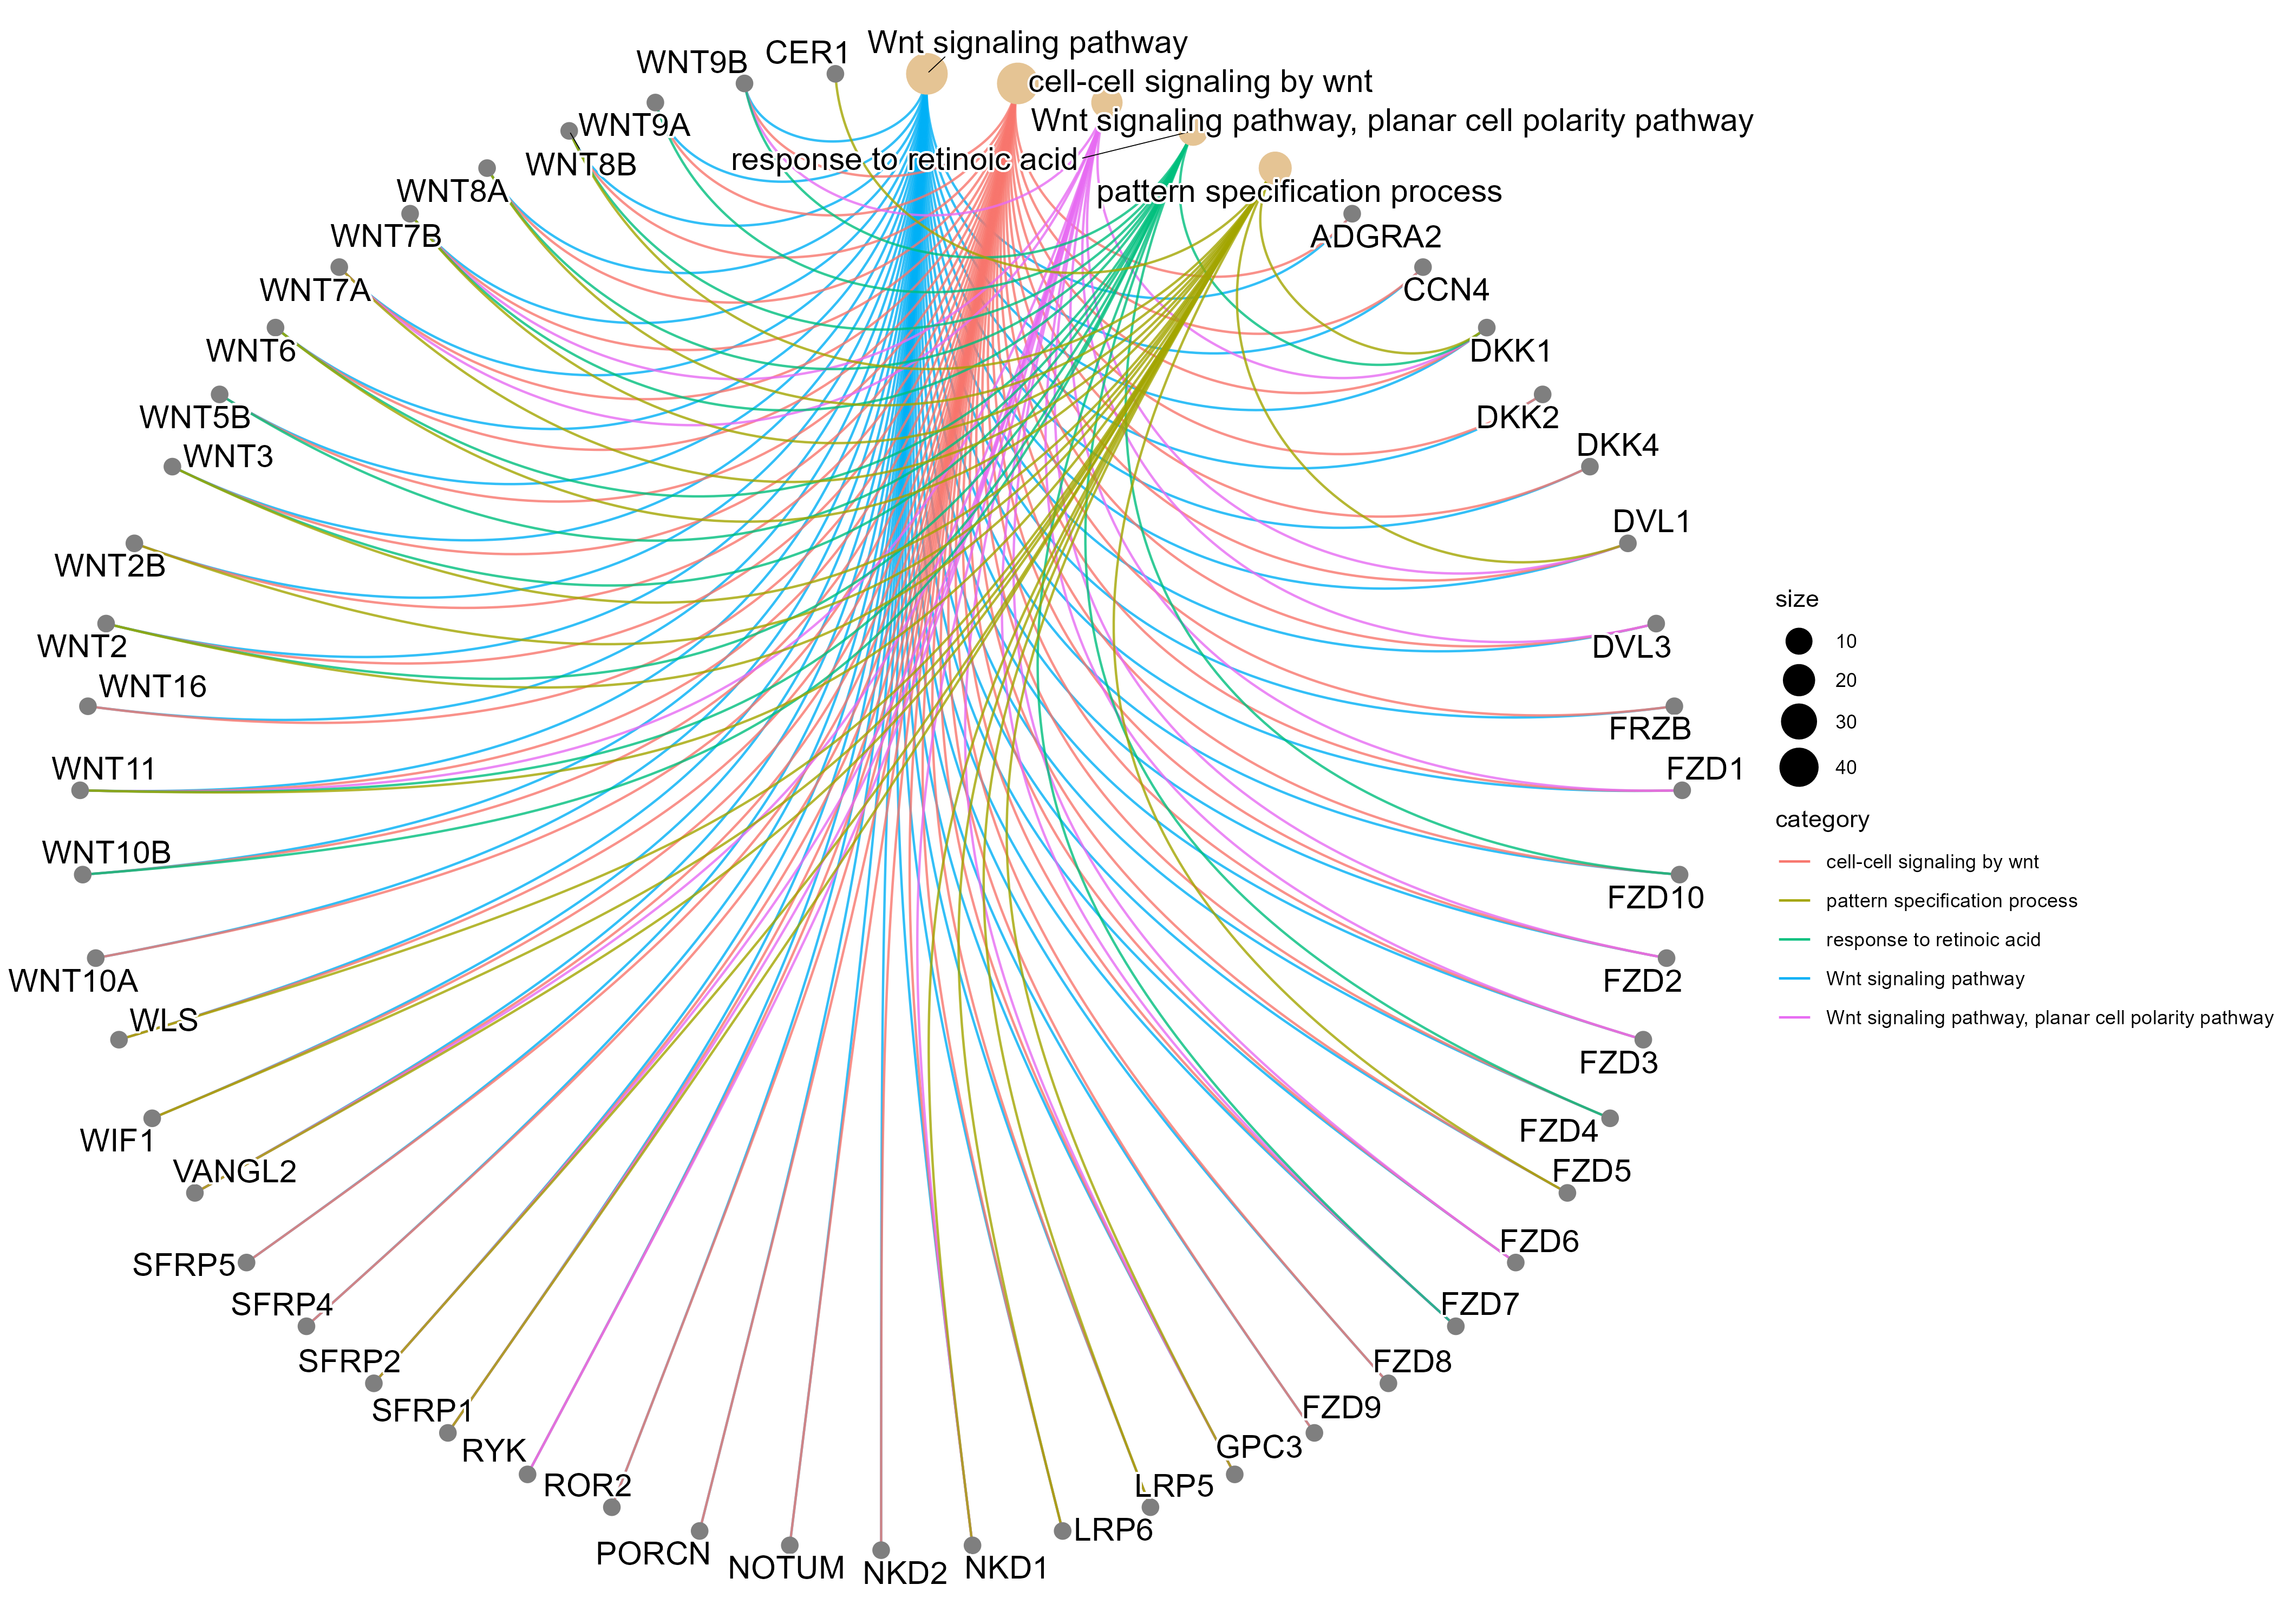 Wnt signaling pathway
CER1
WNT9B
cell-cell signaling by wnt
WNT9A
Wnt signaling pathway, planar cell polarity pathway
WNT8B
response to retinoic acid
WNT8A
pattern specification process
WNT7B
ADGRA2
WNT7A
CCN4
WNT6
DKK1
WNT5B
DKK2
WNT3
DKK4
WNT2B
DVL1
WNT2
DVL3
WNT16
FRZB
WNT11
FZD1
WNT10B
FZD10
WNT10A
FZD2
WLS
FZD3
WIF1
FZD4
VANGL2
FZD5
SFRP5
FZD6
SFRP4
FZD7
SFRP2
FZD8
SFRP1
FZD9
RYK
GPC3
ROR2
LRP5
PORCN
LRP6
NOTUM
NKD2
NKD1
size
10
20
30
40
category
cell-cell signaling by wnt
pattern specification process
response to retinoic acid
Wnt signaling pathway
Wnt signaling pathway, planar cell polarity pathway